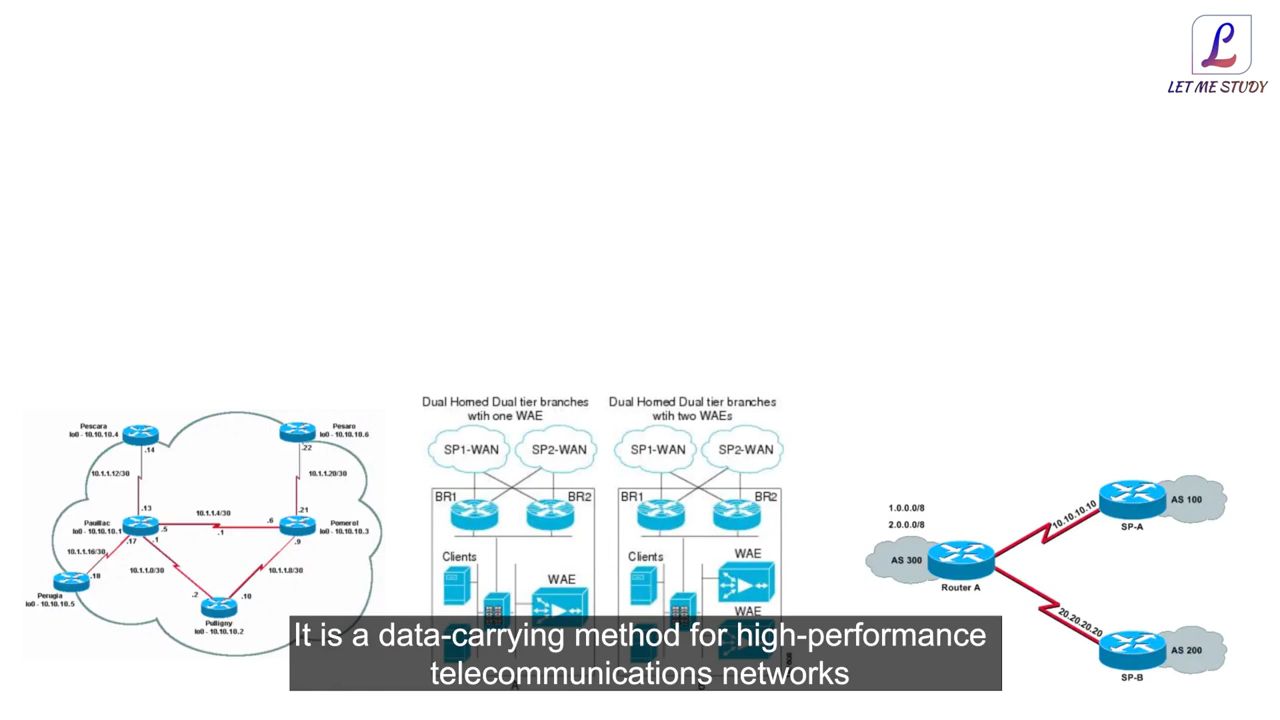 L
LET ME STUDY
Pescara
lo0 - 10.10.10.4
.14
10.1.1.12/30
.13
Pauillac
lo0 - 10.10.10.1
.17
.5
.1
10.1.1.16/30
.18
Perugia
lo0 - 10.10.10.5
10.1.1.4/30
.1
.6
10.1.1.0/30
.2
Pulligny
lo0 - 10.10.10.2
.10
10.1.1.8/30
.9
Pomerol
lo0 - 10.10.10.3
.21
10.1.1.20/30
.22
Pesaro
lo0 - 10.10.10.6
Dual Homed Dual tier branches
wtih one WAE
SP1-WAN
SP2-WAN
BR1
BR2
Clients
WAE
Dual Homed Dual tier branches
wtih two WAEs
SP1-WAN
SP2-WAN
BR1
BR2
Clients
WAE
WAE
1.0.0.0/8
2.0.0.0/8
AS 300
Router A
10.10.10.10
SP-A
AS 100
20.20.20.20
SP-B
AS 200
It is a data-carrying method for high-performance
telecommunications networks